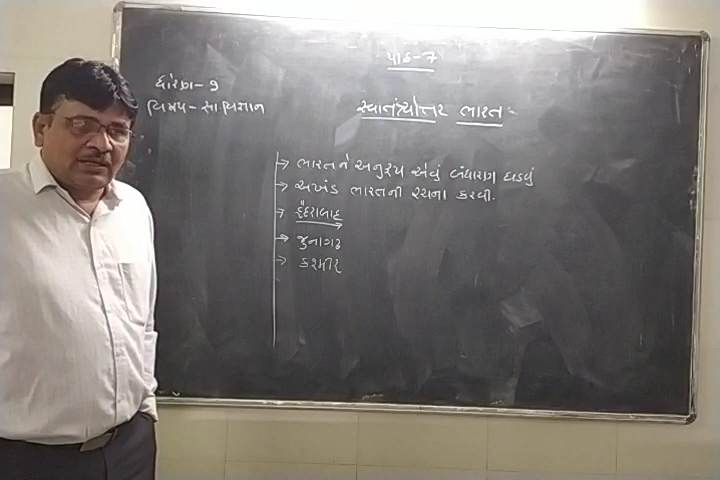 પાઠ-7
ધોરણ-9
વિષય-સા વિજ્ઞાન
સ્વાતંત્ર્યોત્તર ભારત:
→ ભારતને અનુરૂપ એવું બંધારણ ઘડવું
→ અખંડ ભારતની રચના કરવી.
→ હૈદરાબાદ
→ જુનાગઢ
→ કશ્મીર